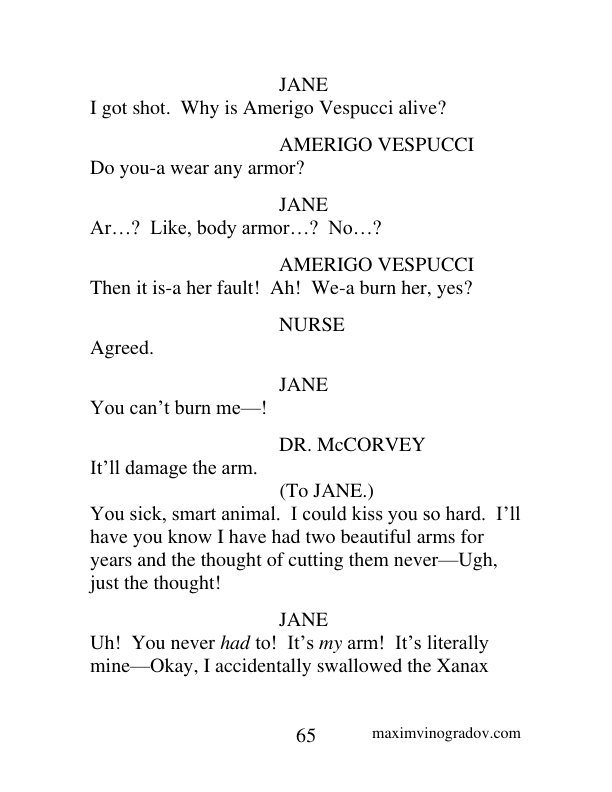 JANE
I got shot.  Why is Amerigo Vespucci alive?
AMERIGO VESPUCCI
Do you-a wear any armor?
JANE
Ar…?  Like, body armor…?  No…?
AMERIGO VESPUCCI
Then it is-a her fault!  Ah!  We-a burn her, yes?
NURSE
Agreed.
JANE
You can’t burn me—!
DR. McCORVEY
It’ll damage the arm.
(To JANE.)
You sick, smart animal.  I could kiss you so hard.  I’ll
have you know I have had two beautiful arms for
years and the thought of cutting them never—Ugh,
just the thought!
JANE
Uh!  You never had to!  It’s my arm!  It’s literally
mine—Okay, I accidentally swallowed the Xanax
65 maximvinogradov.com